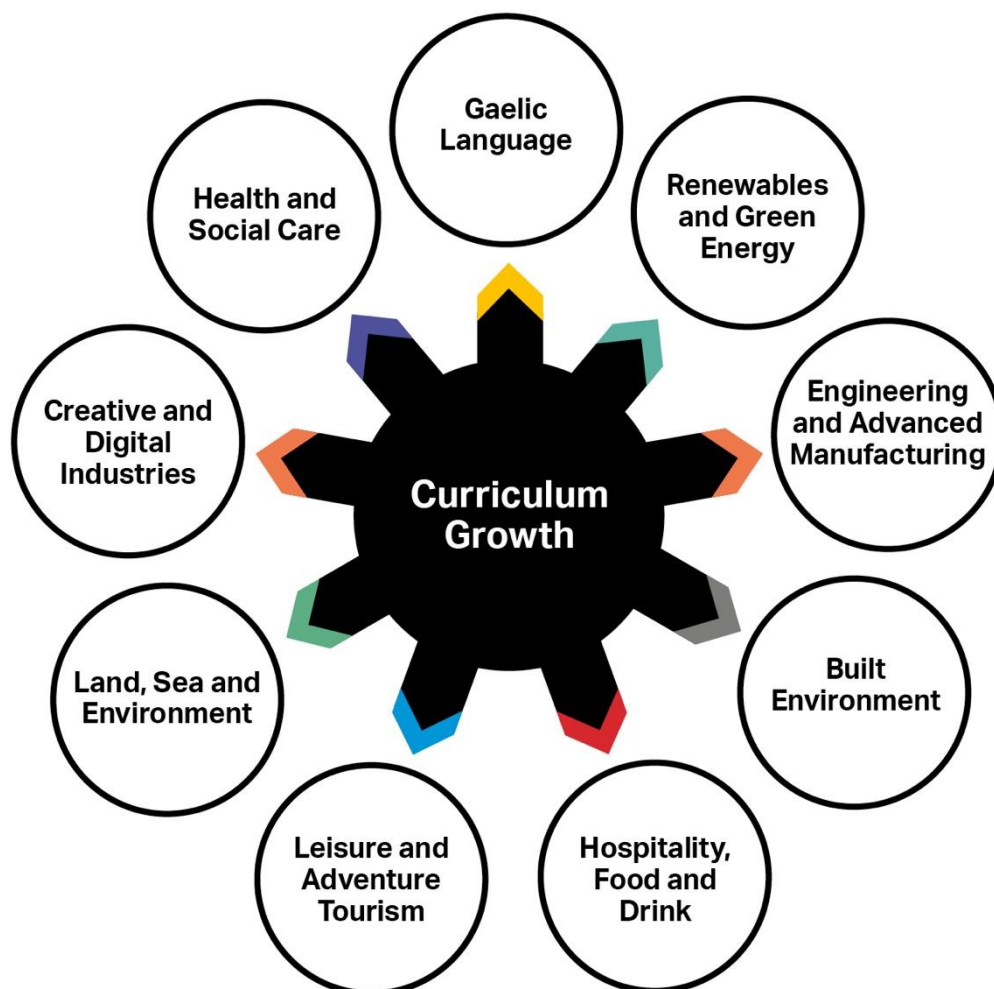 Gaelic
Language
Renewables
and Green
Energy
Engineering
and Advanced
Manufacturing
Built
Environment
Hospitality,
Food and
Drink
Leisure and
Adventure
Tourism
Land, Sea and
Environment
Creative and
Digital
Industries
Health and
Social Care
Curriculum
Growth